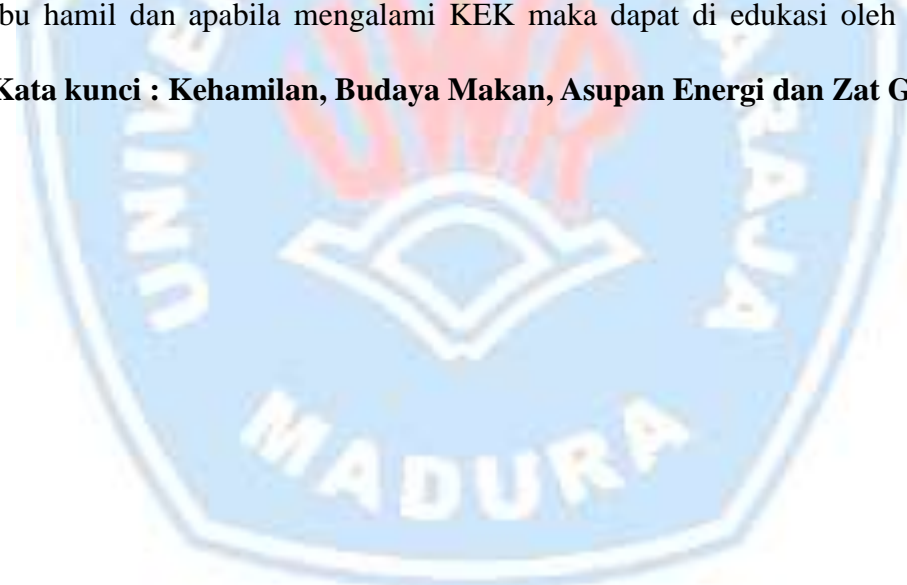 bu hamil dan apabila mengalami KEK maka dapat di edukasi oleh
Kata kunci : Kehamilan, Budaya Makan, Asupan Energi dan Zat G
UWR
MADURA